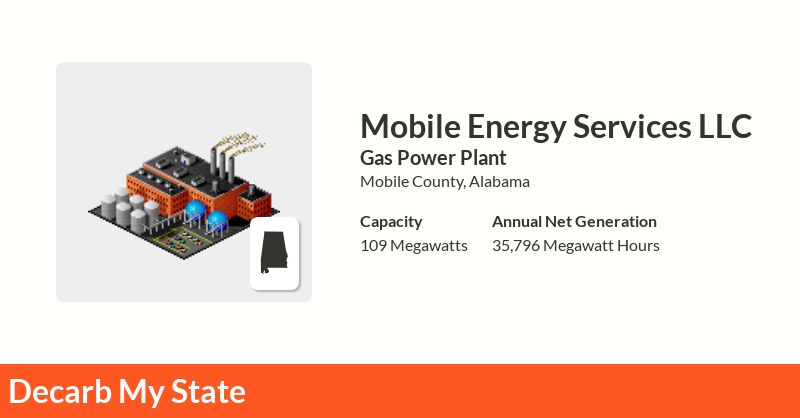 Mobile Energy Services LLC
Gas Power Plant
Mobile County, Alabama
Capacity
109 Megawatts
Annual Net Generation
35,796 Megawatt Hours
Decarb My State